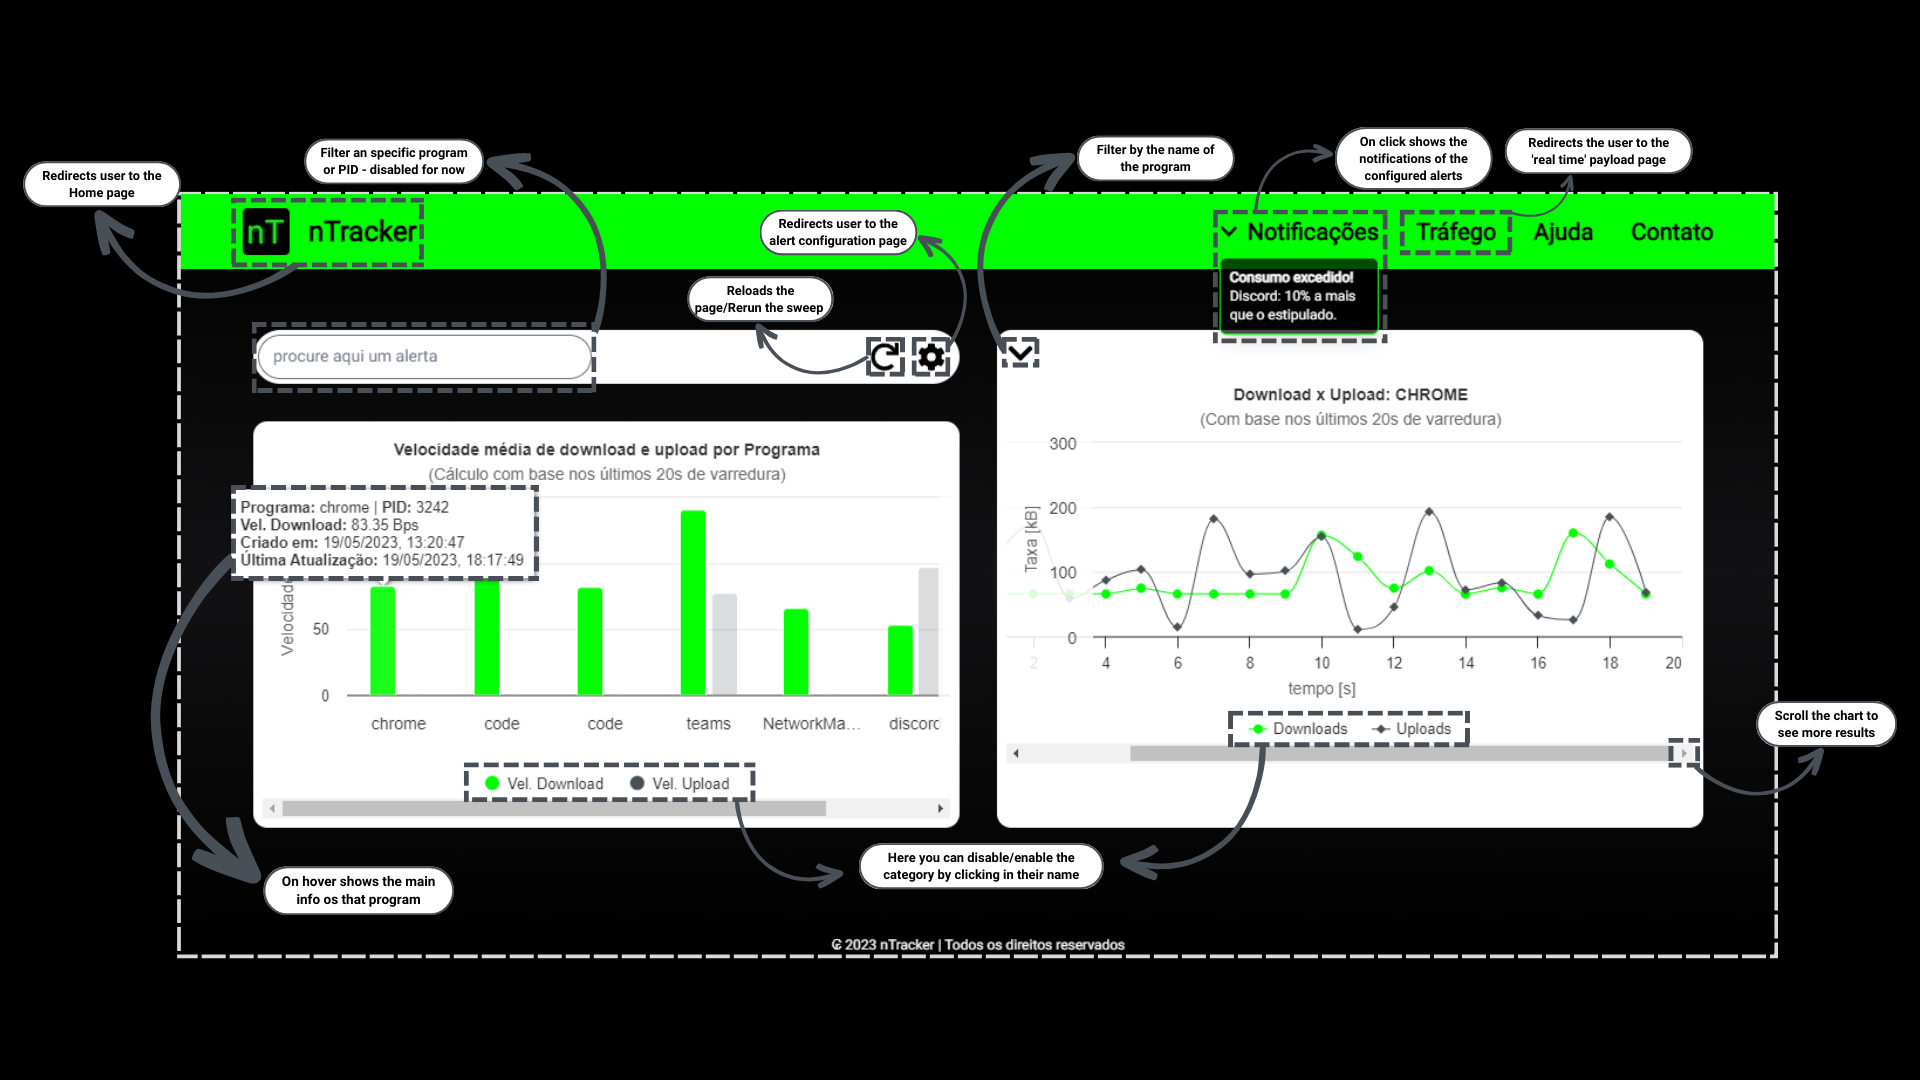 Redirects user to the
Home page
Filter an specific program
or PID - disabled for now
Filter by the name of
the program
On click shows the
notifications of the
configured alerts
Redirects the user to the
'real time' payload page
Redirects user to the
alert configuration page
Reloads the
page/Rerun the sweep
nT nTracker
Notificações Tráfego Ajuda Contato
Consumo excedido!
Discord: 10% a mais
que o estipulado.
procure aqui um alerta
Velocidade média de download e upload por Programa
(Cálculo com base nos últimos 20s de varredura)
Programa: chrome | PID: 3242
Vel. Download: 83.35 Bps
Criado em: 19/05/2023, 13:20:47
Última Atualização: 19/05/2023, 18:17:49
Velocidade
50
0
chrome code code teams NetworkMa... discord
Vel. Download Vel. Upload
Download x Upload: CHROME
(Com base nos últimos 20s de varredura)
Taxa [kB]
300
200
100
0
2 4 6 8 10 12 14 16 18 20
tempo [s]
Downloads Uploads
Scroll the chart to
see more results
Here you can disable/enable the
category by clicking in their name
On hover shows the main
info os that program
© 2023 nTracker | Todos os direitos reservados